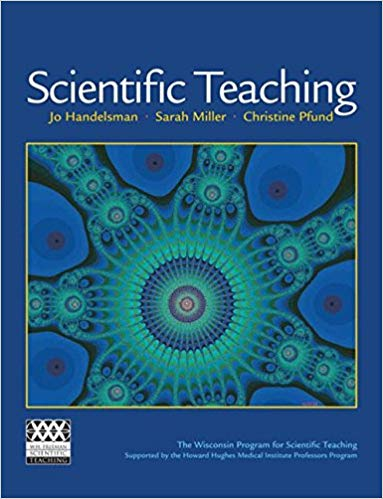 Scientific Teaching
Jo Handelsman · Sarah Miller · Christine Pfund
The Wisconsin Program for Scientific Teaching
Supported by the Howard Hughes Medical Institute Professors Program
W.H. FREEMAN
SCIENTIFIC
TEACHING